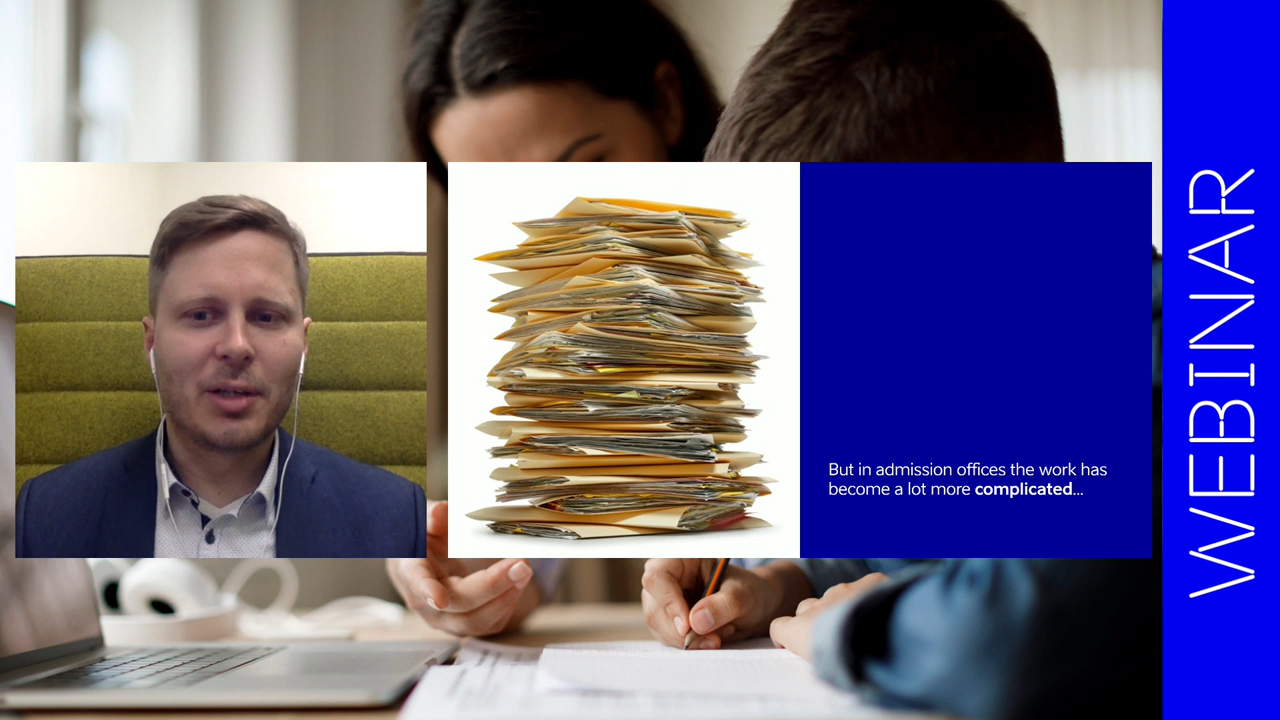 But in admission offices the work has
become a lot more complicated...
WEBINAR